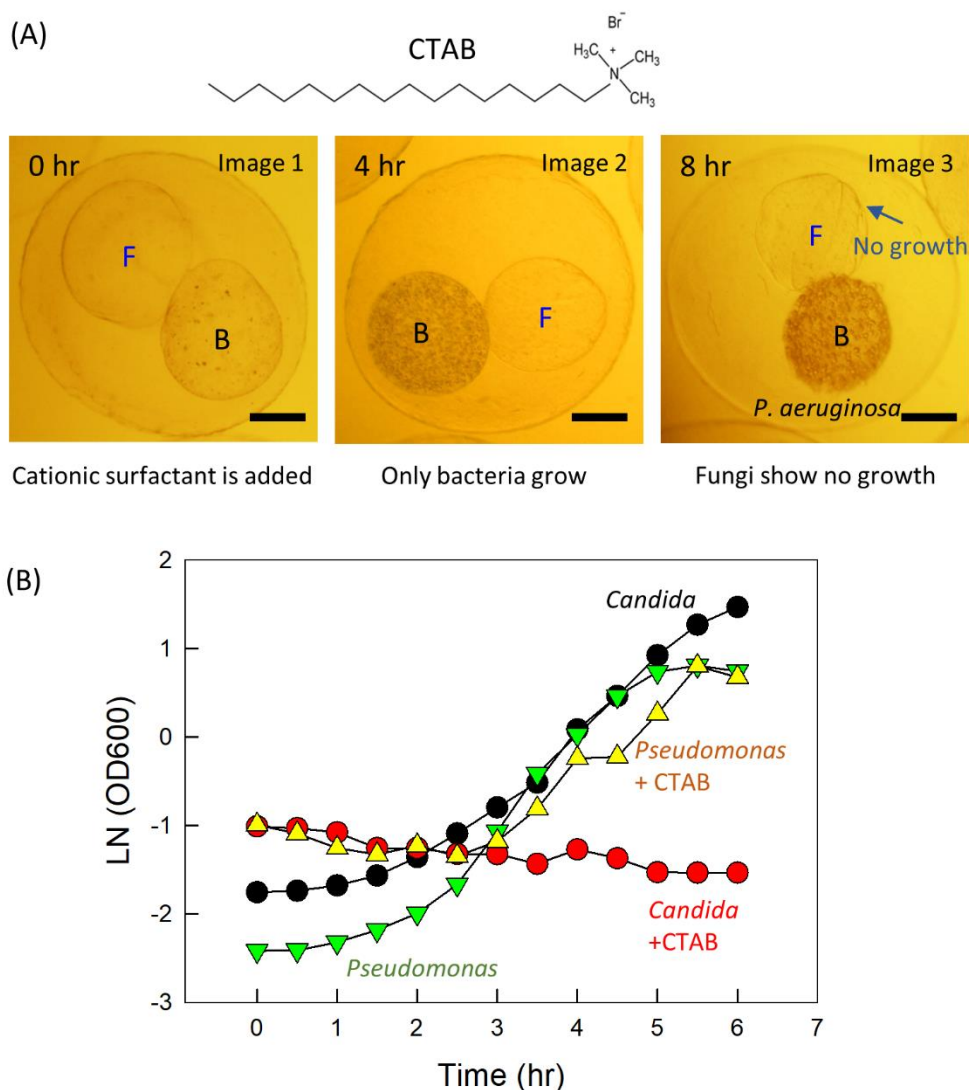 (A)
CTAB
Br⁻
H₃C
+
CH₃
N
CH₃
0 hr
Image 1
F
B
4 hr
Image 2
B
F
8 hr
Image 3
F
No growth
B
P. aeruginosa
Cationic surfactant is added
Only bacteria grow
Fungi show no growth
(B)
2
1
0
-1
-2
-3
LN (OD600)
Candida
Pseudomonas
+ CTAB
Candida
+CTAB
Pseudomonas
0 1 2 3 4 5 6 7
Time (hr)